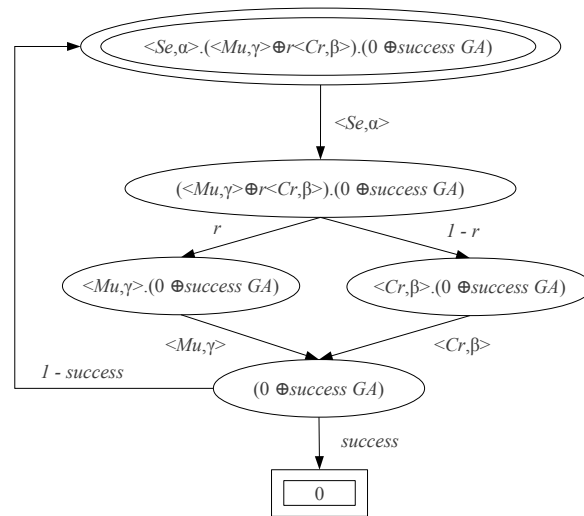 <Se,α>.(<Mu,γ>⊕r<Cr,β>).(0 ⊕success GA)
<Se,α>
(<Mu,γ>⊕r<Cr,β>).(0 ⊕success GA)
r
1 - r
<Mu,γ>.(0 ⊕success GA)
<Cr,β>.(0 ⊕success GA)
<Mu,γ>
<Cr,β>
1 - success
(0 ⊕success GA)
success
0